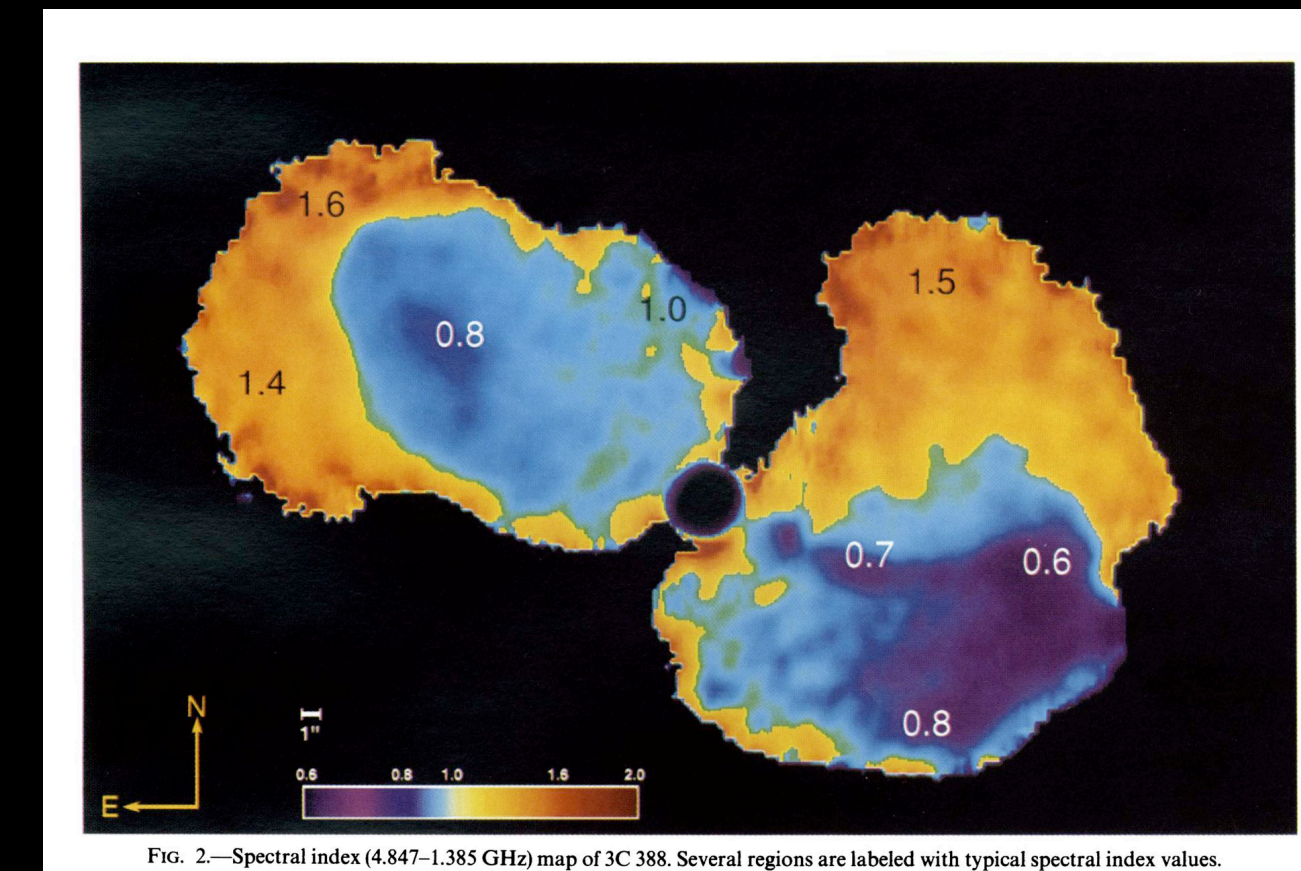 1.6
1.5
1.0
0.8
1.4
0.7
0.6
0.8
N
1"
0.6 0.8 1.0 1.6 2.0
E
FIG. 2.—Spectral index (4.847–1.385 GHz) map of 3C 388. Several regions are labeled with typical spectral index values.